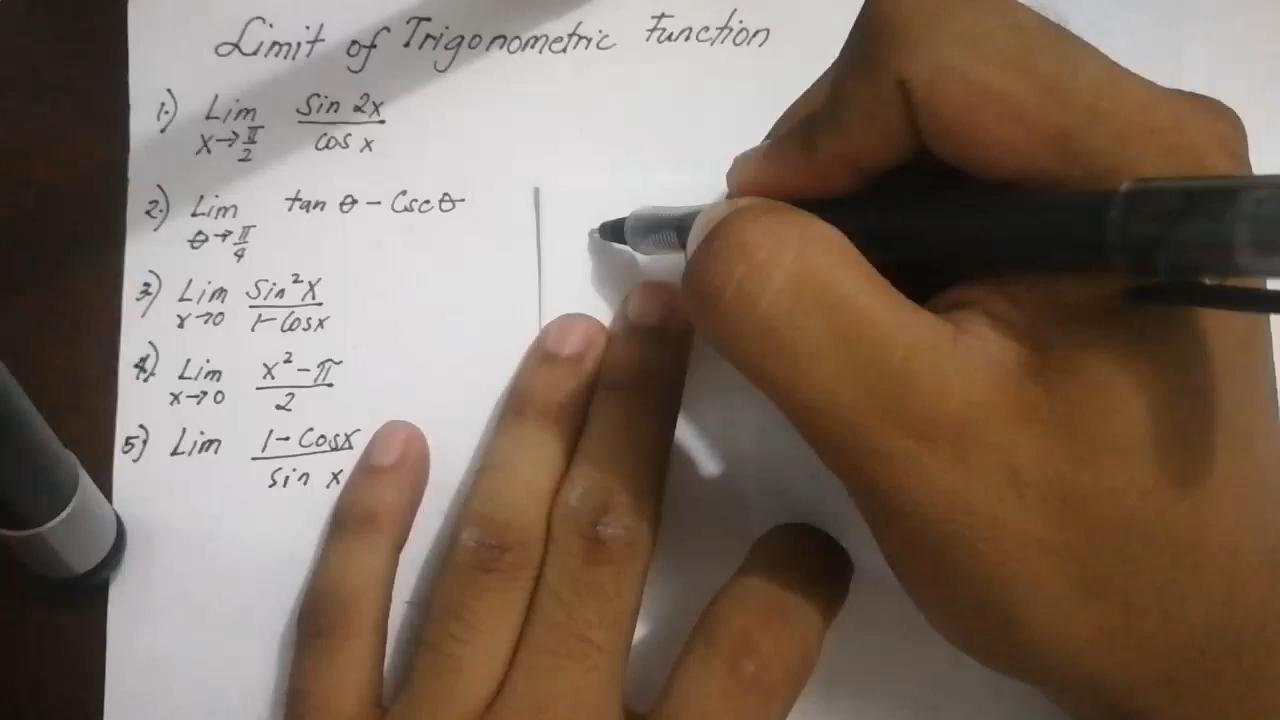 Limit of Trigonometric Function
1.) Lim x→π/2 Sin 2x / cos x
2.) Lim θ→π/4 tan θ – Csc θ
3.) Lim x→0 Sin²x / 1-Cosx
4.) Lim x→0 x² – π / 2
5.) Lim 1- Cosx / sin x